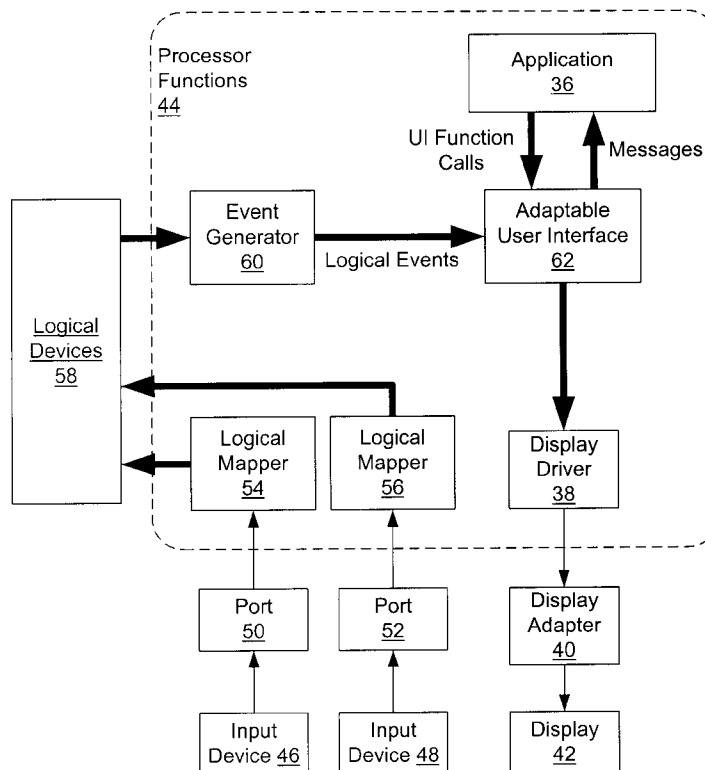 Processor
Functions
44
Application
36
UI Function
Calls
Messages
Event
Generator
60
Logical Events
Adaptable
User Interface
62
Logical
Devices
58
Logical
Mapper
54
Logical
Mapper
56
Display
Driver
38
Port
50
Port
52
Display
Adapter
40
Input
Device 46
Input
Device 48
Display
42